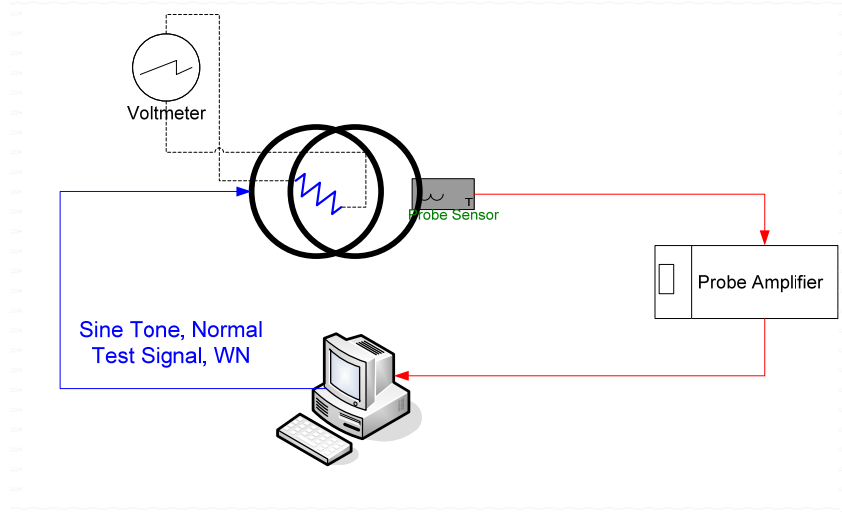 Voltmeter
T
Probe Sensor
Probe Amplifier
Sine Tone, Normal
Test Signal, WN